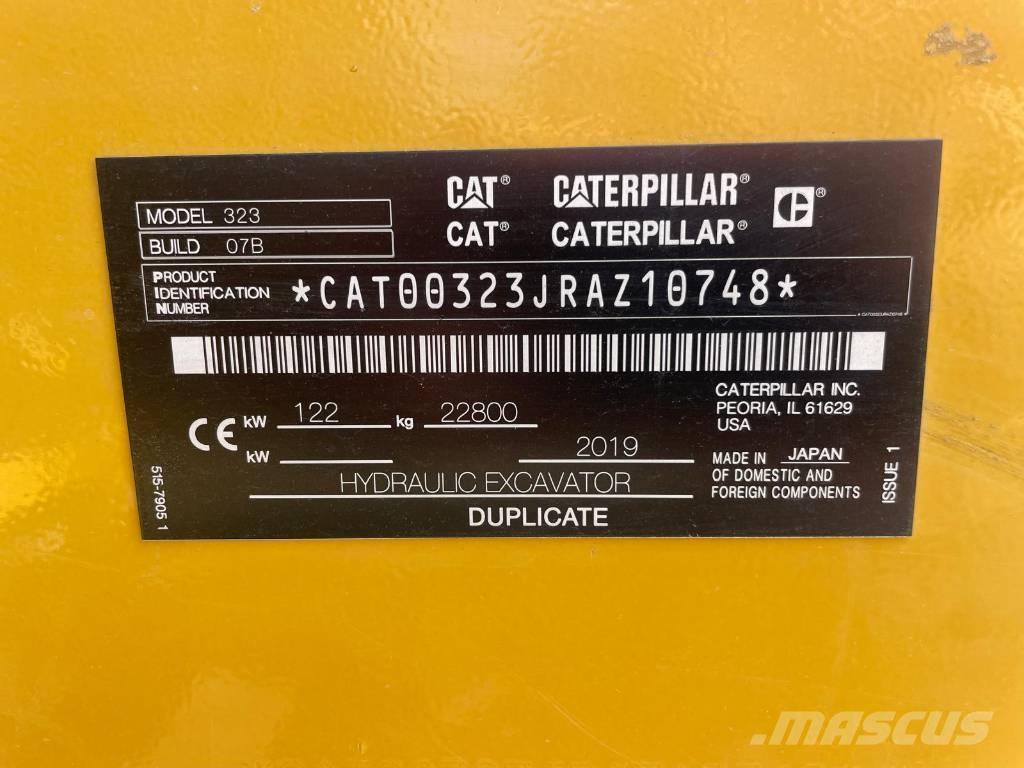 MODEL 323
BUILD 07B
CAT® CATERPILLAR® ®
CAT® CATERPILLAR®
PRODUCT
IDENTIFICATION
NUMBER
*CAT00323JRAZ10748*
CE kW 122 kg 22800
kW 2019
HYDRAULIC EXCAVATOR
DUPLICATE
CATERPILLAR INC.
PEORIA, IL 61629
USA
MADE IN JAPAN
OF DOMESTIC AND
FOREIGN COMPONENTS
ISSUE 1
515-7905 1
MASCUS